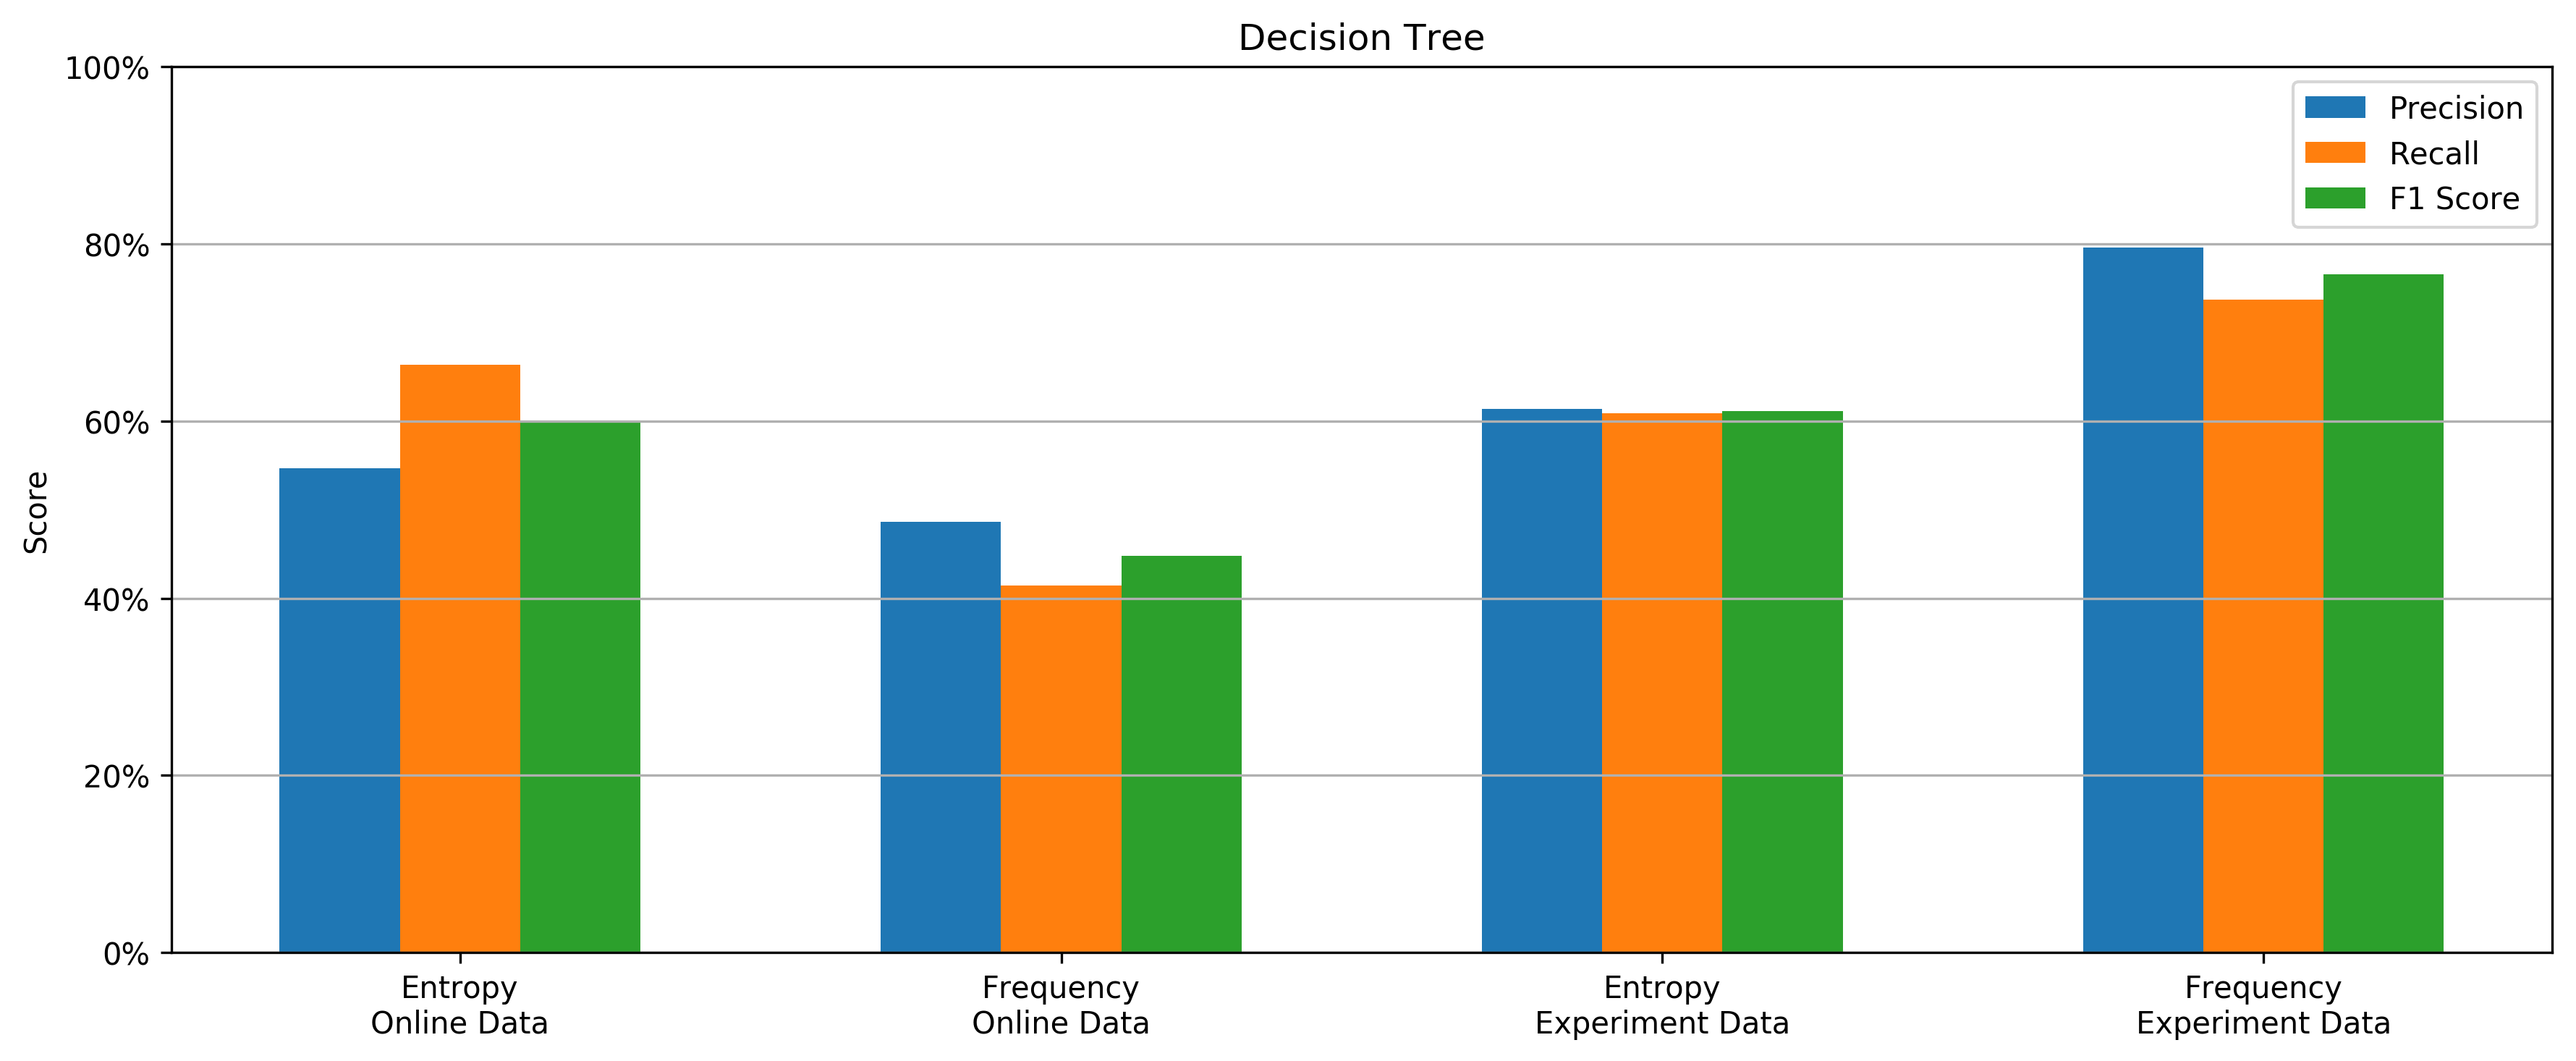 Decision Tree
100%
80%
60%
40%
20%
0%
Score
Precision
Recall
F1 Score
Entropy
Online Data
Frequency
Online Data
Entropy
Experiment Data
Frequency
Experiment Data